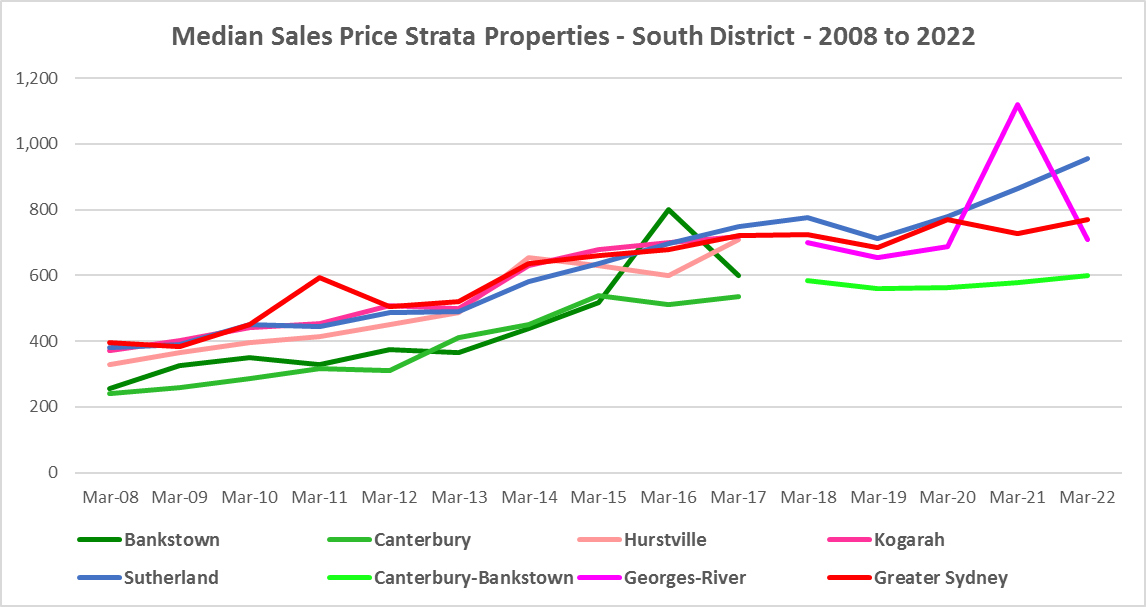 Median Sales Price Strata Properties - South District - 2008 to 2022
1,200
1,000
800
600
400
200
0
Mar-08 Mar-09 Mar-10 Mar-11 Mar-12 Mar-13 Mar-14 Mar-15 Mar-16 Mar-17 Mar-18 Mar-19 Mar-20 Mar-21 Mar-22
Bankstown Canterbury Hurstville Kogarah
Sutherland Canterbury-Bankstown Georges-River Greater Sydney